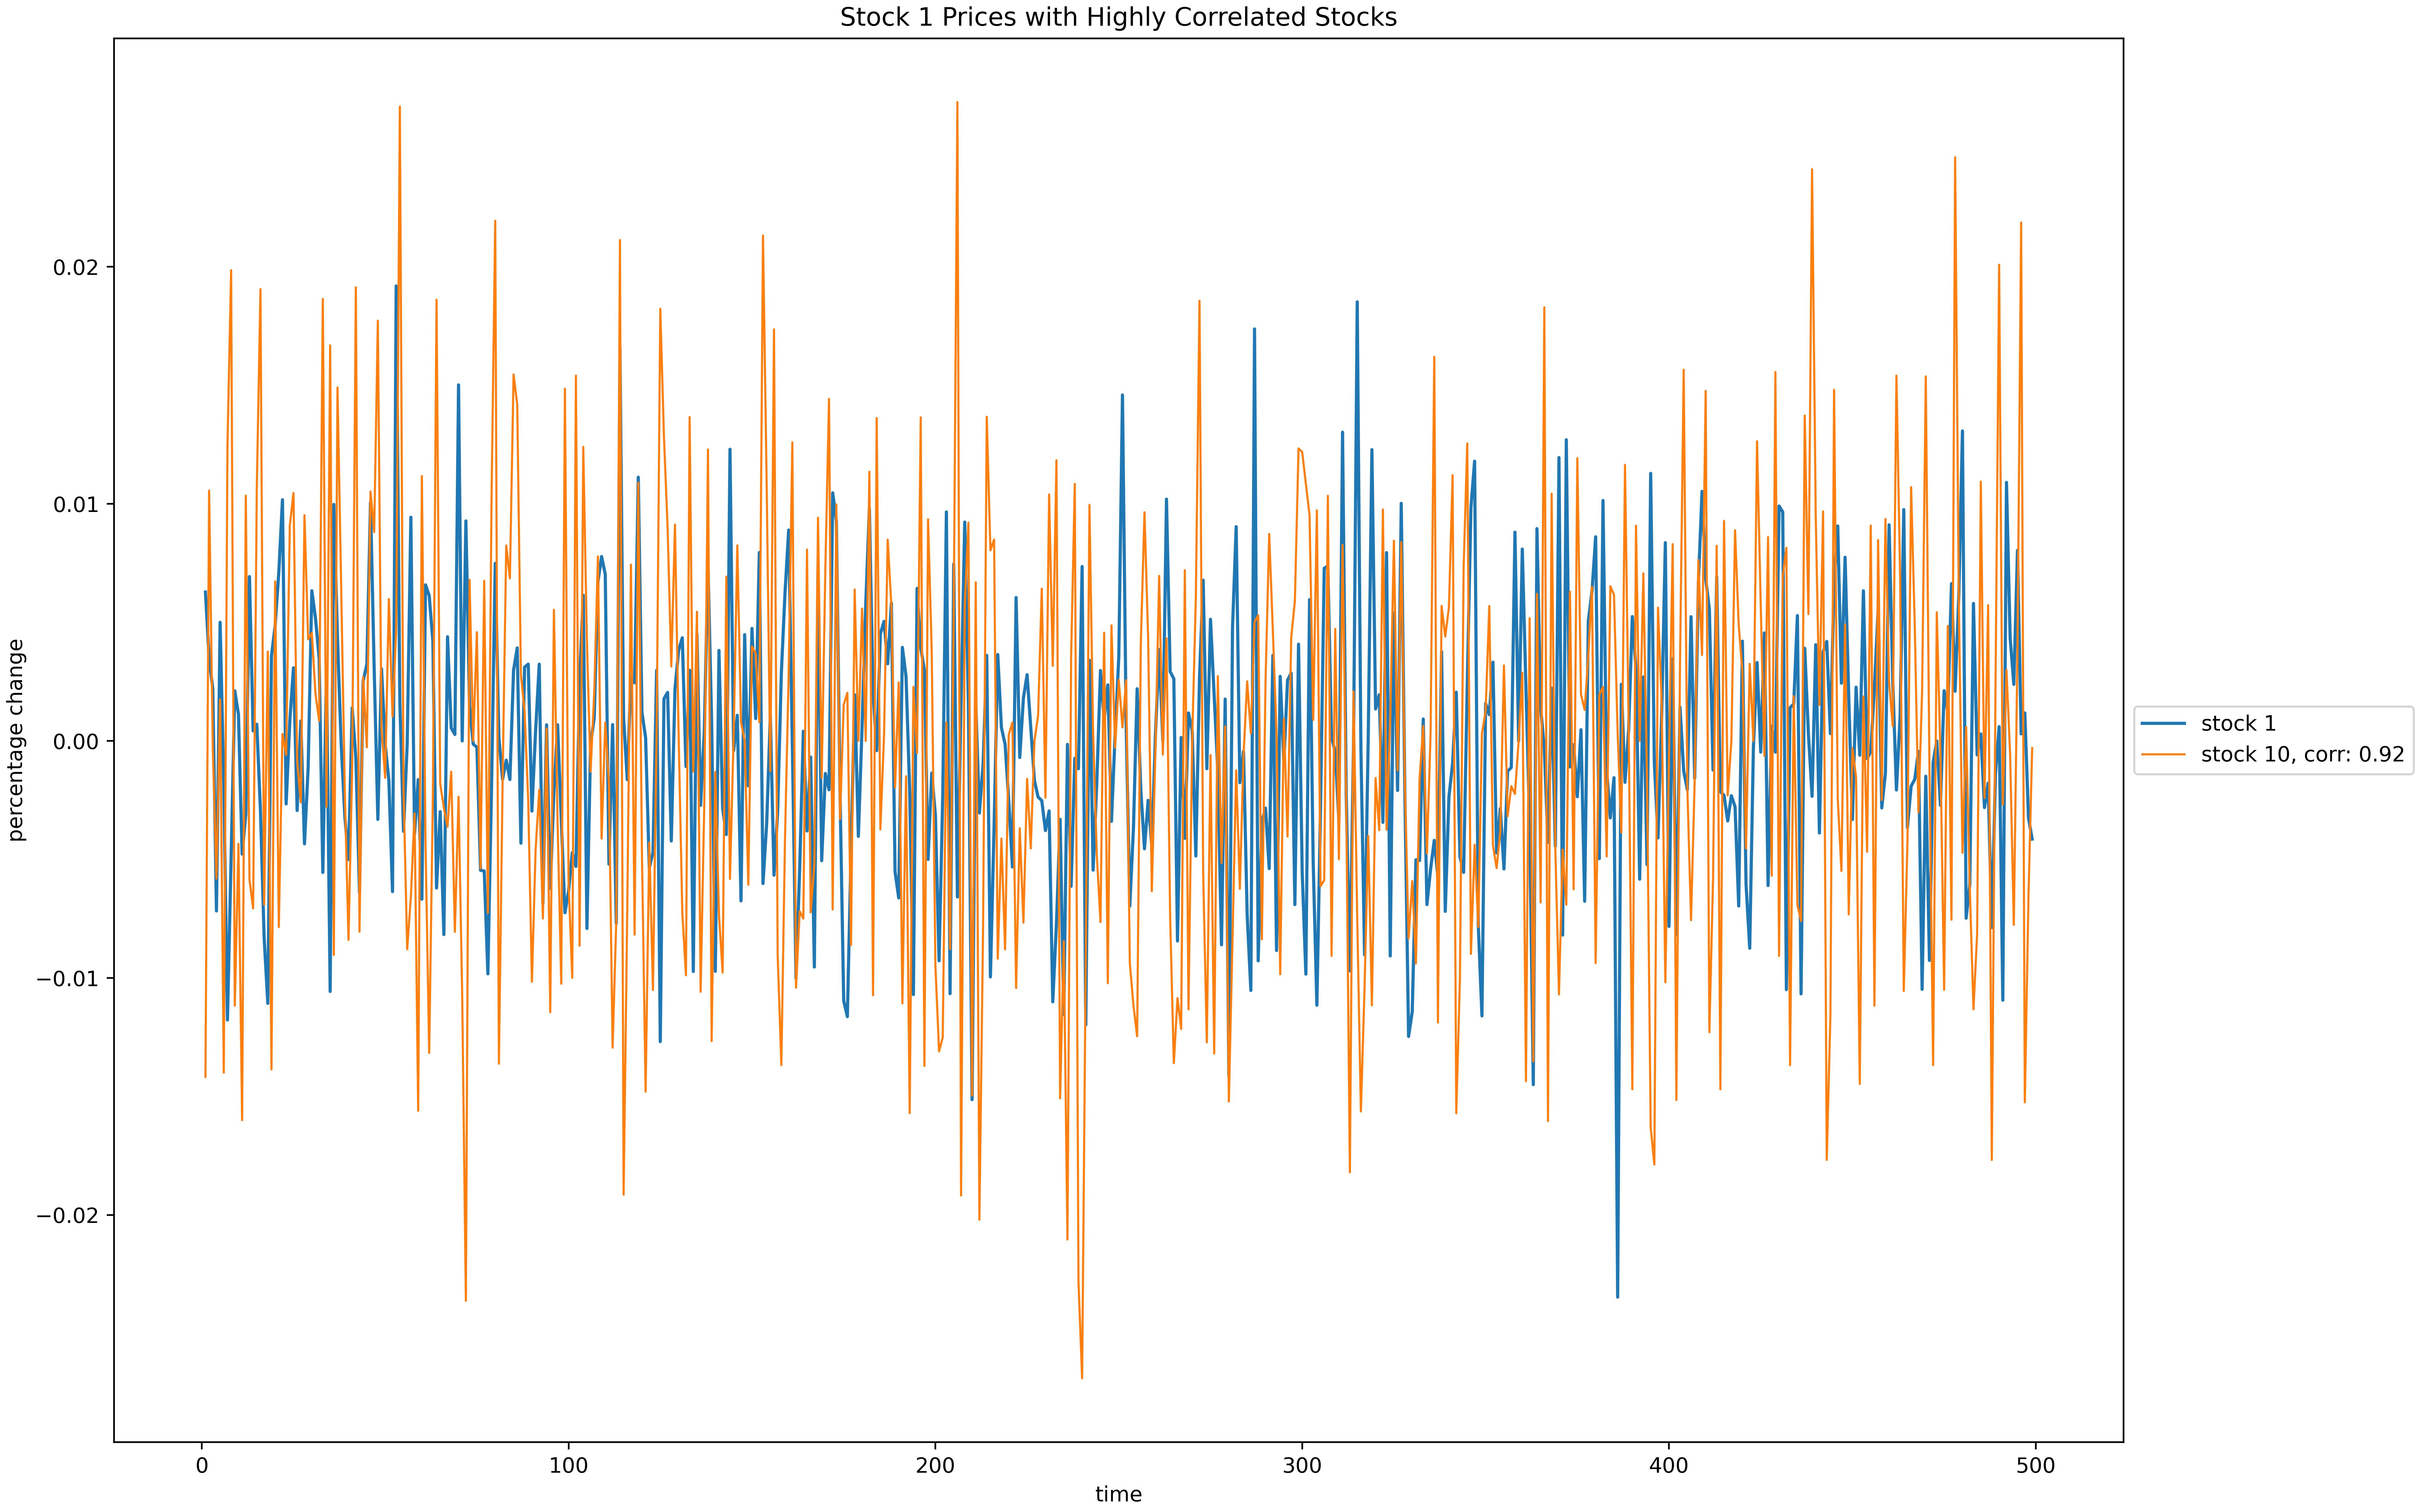 Stock 1 Prices with Highly Correlated Stocks
percentage change
0.02
0.01
0.00
−0.01
−0.02
0
100
200
300
400
500
time
stock 1
stock 10, corr: 0.92